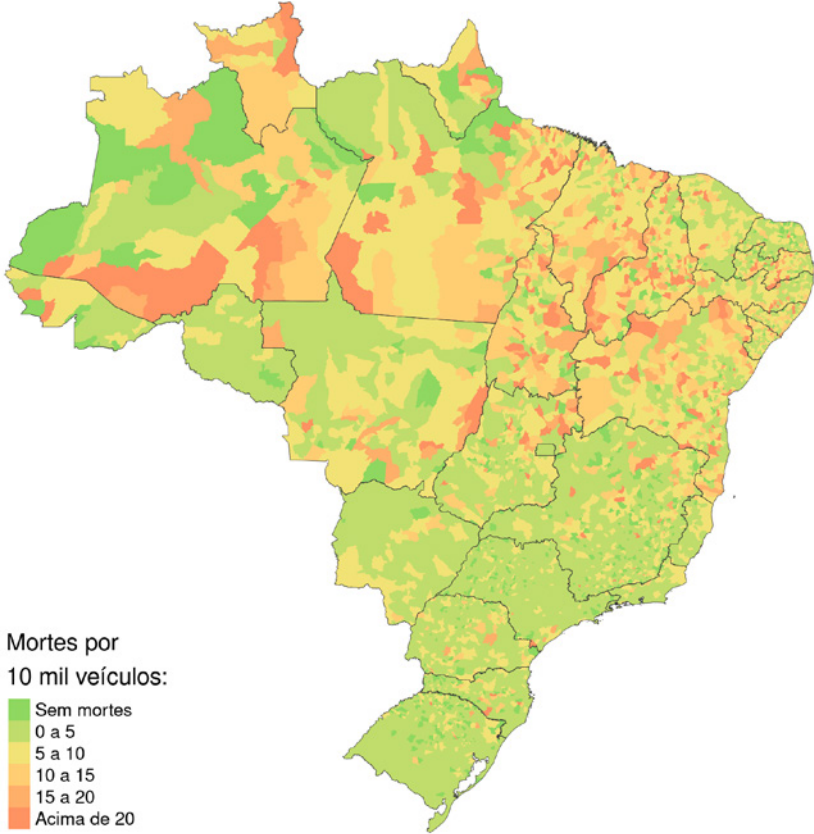 Mortes por
10 mil veículos:
Sem mortes
0 a 5
5 a 10
10 a 15
15 a 20
Acima de 20